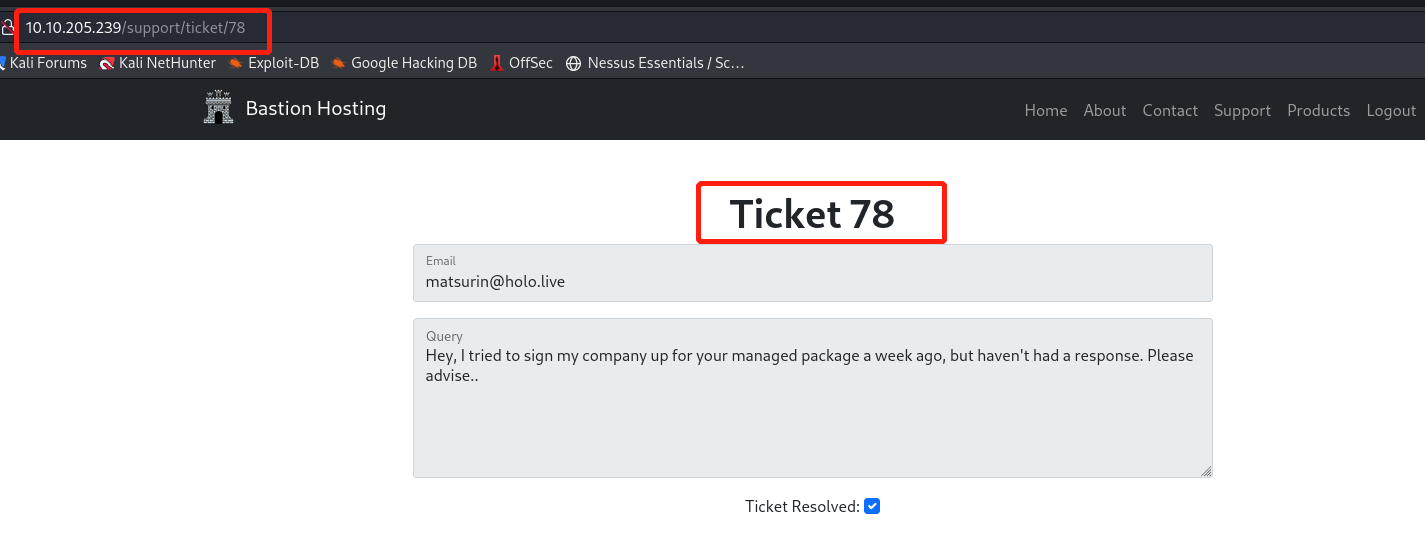 10.10.205.239/support/ticket/78
Kali Forums Kali NetHunter Exploit-DB Google Hacking DB OffSec Nessus Essentials / Sc...
Bastion Hosting
Home About Contact Support Products Logout
Ticket 78
Email
matsurin@holo.live
Query
Hey, I tried to sign my company up for your managed package a week ago, but haven't had a response. Please
advise..
Ticket Resolved: